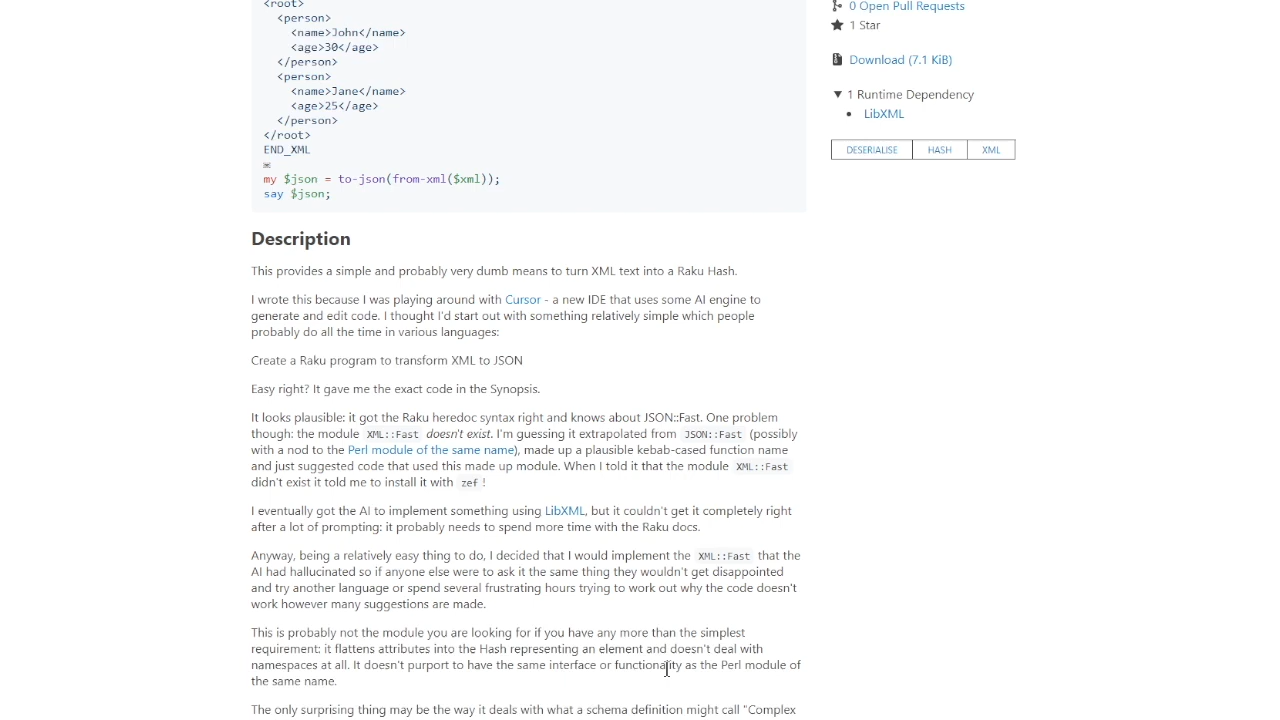 <root>
<person>
<name>John</name>
<age>30</age>
</person>
<person>
<name>Jane</name>
<age>25</age>
</person>
</root>
END_XML
my $json = to-json(from-xml($xml));
say $json;
Description
This provides a simple and probably very dumb means to turn XML text into a Raku Hash.
I wrote this because I was playing around with Cursor - a new IDE that uses some AI engine to
generate and edit code. I thought I'd start out with something relatively simple which people
probably do all the time in various languages:
Create a Raku program to transform XML to JSON
Easy right? It gave me the exact code in the Synopsis.
It looks plausible: it got the Raku heredoc syntax right and knows about JSON::Fast. One problem
though: the module XML::Fast doesn't exist. I'm guessing it extrapolated from JSON::Fast (possibly
with a nod to the Perl module of the same name), made up a plausible kebab-cased function name
and just suggested code that used this made up module. When I told it that the module XML::Fast
didn't exist it told me to install it with zef !
I eventually got the AI to implement something using LibXML, but it couldn't get it completely right
after a lot of prompting: it probably needs to spend more time with the Raku docs.
Anyway, being a relatively easy thing to do, I decided that I would implement the XML::Fast that the
AI had hallucinated so if anyone else were to ask it the same thing they wouldn't get disappointed
and try another language or spend several frustrating hours trying to work out why the code doesn't
work however many suggestions are made.
This is probably not the module you are looking for if you have any more than the simplest
requirement: it flattens attributes into the Hash representing an element and doesn't deal with
namespaces at all. It doesn't purport to have the same interface or functionality as the Perl module of
the same name.
The only surprising thing may be the way it deals with what a schema definition might call "Complex
0 Open Pull Requests
1 Star
Download (7.1 KiB)
1 Runtime Dependency
LibXML
DESERIALISE HASH XML